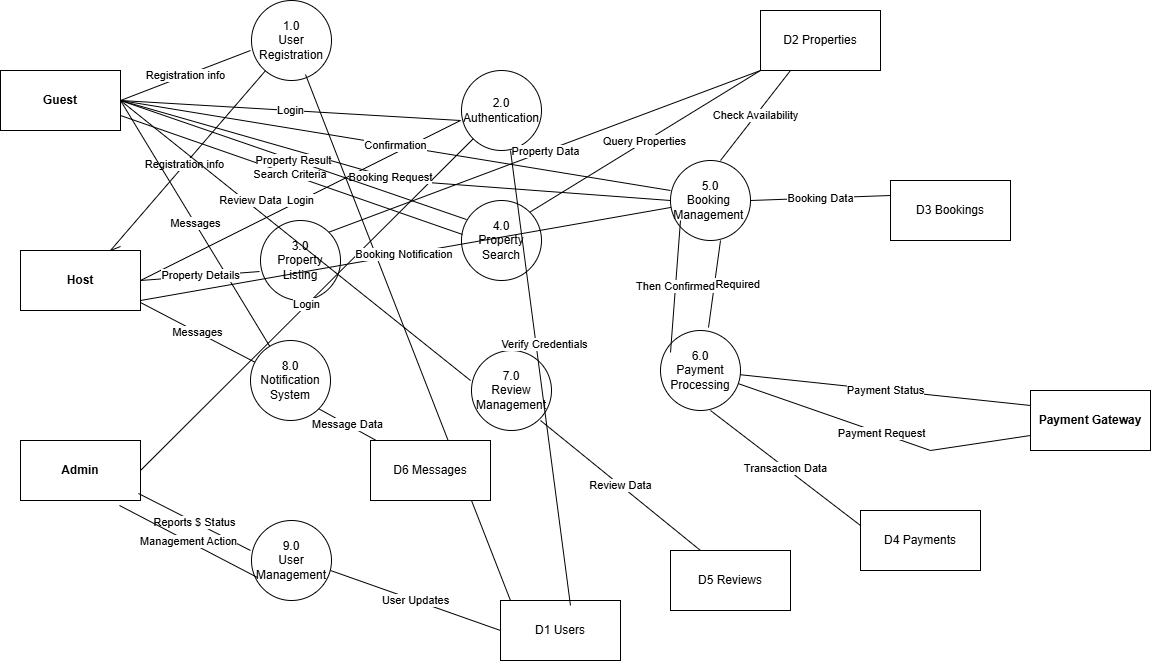 1.0
User
Registration
D2 Properties
Registration info
Guest
2.0
Authentication
Login
Check Availability
Confirmation
Query Properties
Property Data
Property Result
Registration info
Search Criteria
Booking Request
5.0
Booking
Management
Review Data
Login
Booking Data
D3 Bookings
Messages
4.0
Property
Search
3.0
Property
Listing
Booking Notification
Host
Property Details
Then Confirmed
Required
Login
Messages
Verify Credentials
8.0
Notification
System
7.0
Review
Management
6.0
Payment
Processing
Payment Status
Payment Gateway
Message Data
Payment Request
Admin
D6 Messages
Transaction Data
Review Data
Reports $ Status
Management Action
9.0
User
Management
D4 Payments
D5 Reviews
User Updates
D1 Users